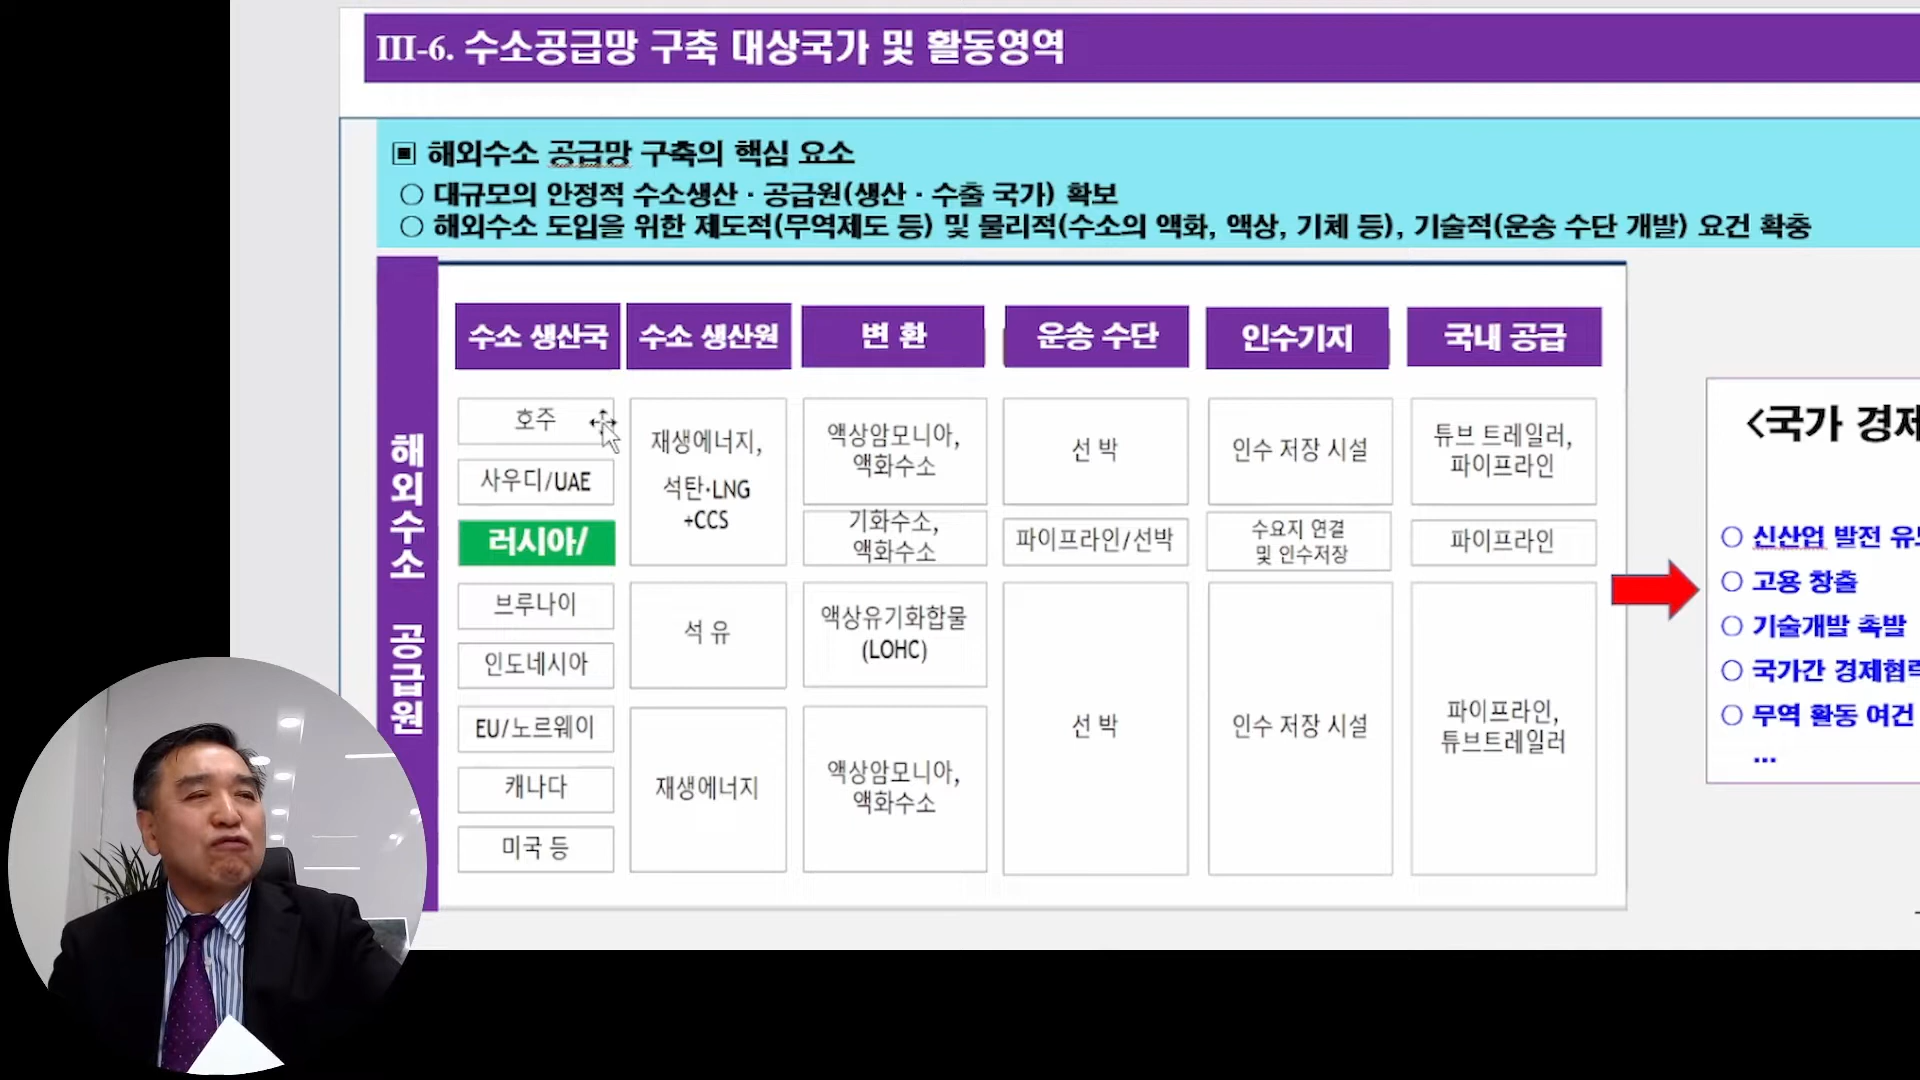 III-6. 수소공급망 구축 대상국가 및 활동영역
▣ 해외수소 공급망 구축의 핵심 요소
○ 대규모의 안정적 수소생산 · 공급원(생산 · 수출 국가) 확보
○ 해외수소 도입을 위한 제도적(무역제도 등) 및 물리적(수소의 액화, 액상, 기체 등), 기술적(운송 수단 개발) 요건 확충
해외수소 공급원
수소 생산국
수소 생산원
변 환
운송 수단
인수기지
국내 공급
호주
사우디/UAE
러시아/
브루나이
인도네시아
EU/노르웨이
캐나다
미국 등
재생에너지,
석탄·LNG
+CCS
석 유
재생에너지
액상암모니아,
액화수소
기화수소,
액화수소
액상유기화합물
(LOHC)
액상암모니아,
액화수소
선 박
파이프라인/선박
선 박
인수 저장 시설
수요지 연결
및 인수저장
인수 저장 시설
튜브 트레일러,
파이프라인
파이프라인
파이프라인,
튜브트레일러
<국가 경제
○ 신산업 발전
○ 고용 창출
○ 기술개발 촉발
○ 국가간 경제협력
○ 무역 활동 여건
...